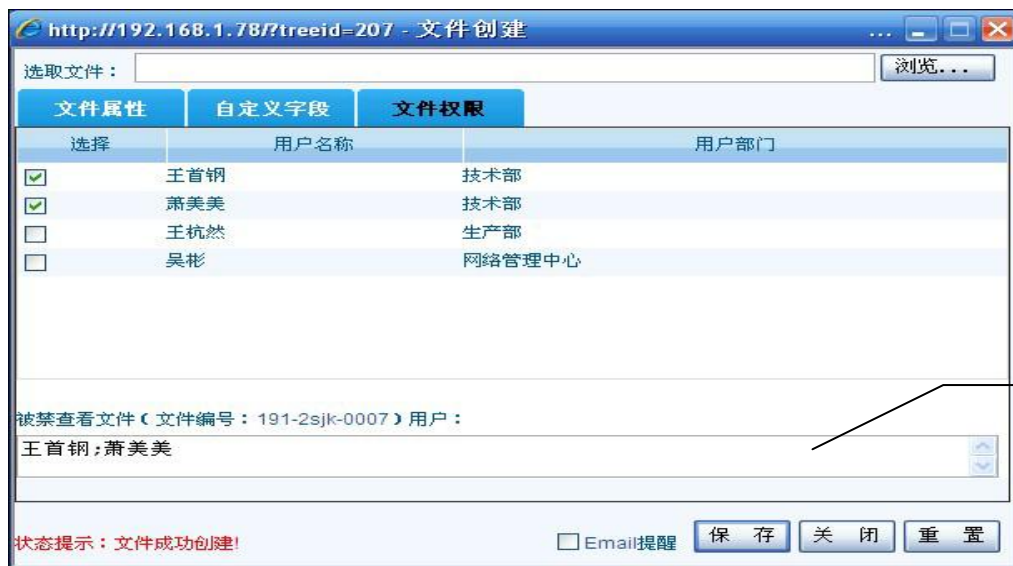 http://192.168.1.78/?treeid=207 - 文件创建 ...
选取文件： 浏览...
文件属性 自定义字段 文件权限
选择 用户名称 用户部门
王首钢 技术部
萧美美 技术部
王杭然 生产部
吴彬 网络管理中心
被禁查看文件(文件编号：191-2sjk-0007)用户：
王首钢;萧美美
状态提示：文件成功创建! Email提醒 保 存 关 闭 重 置